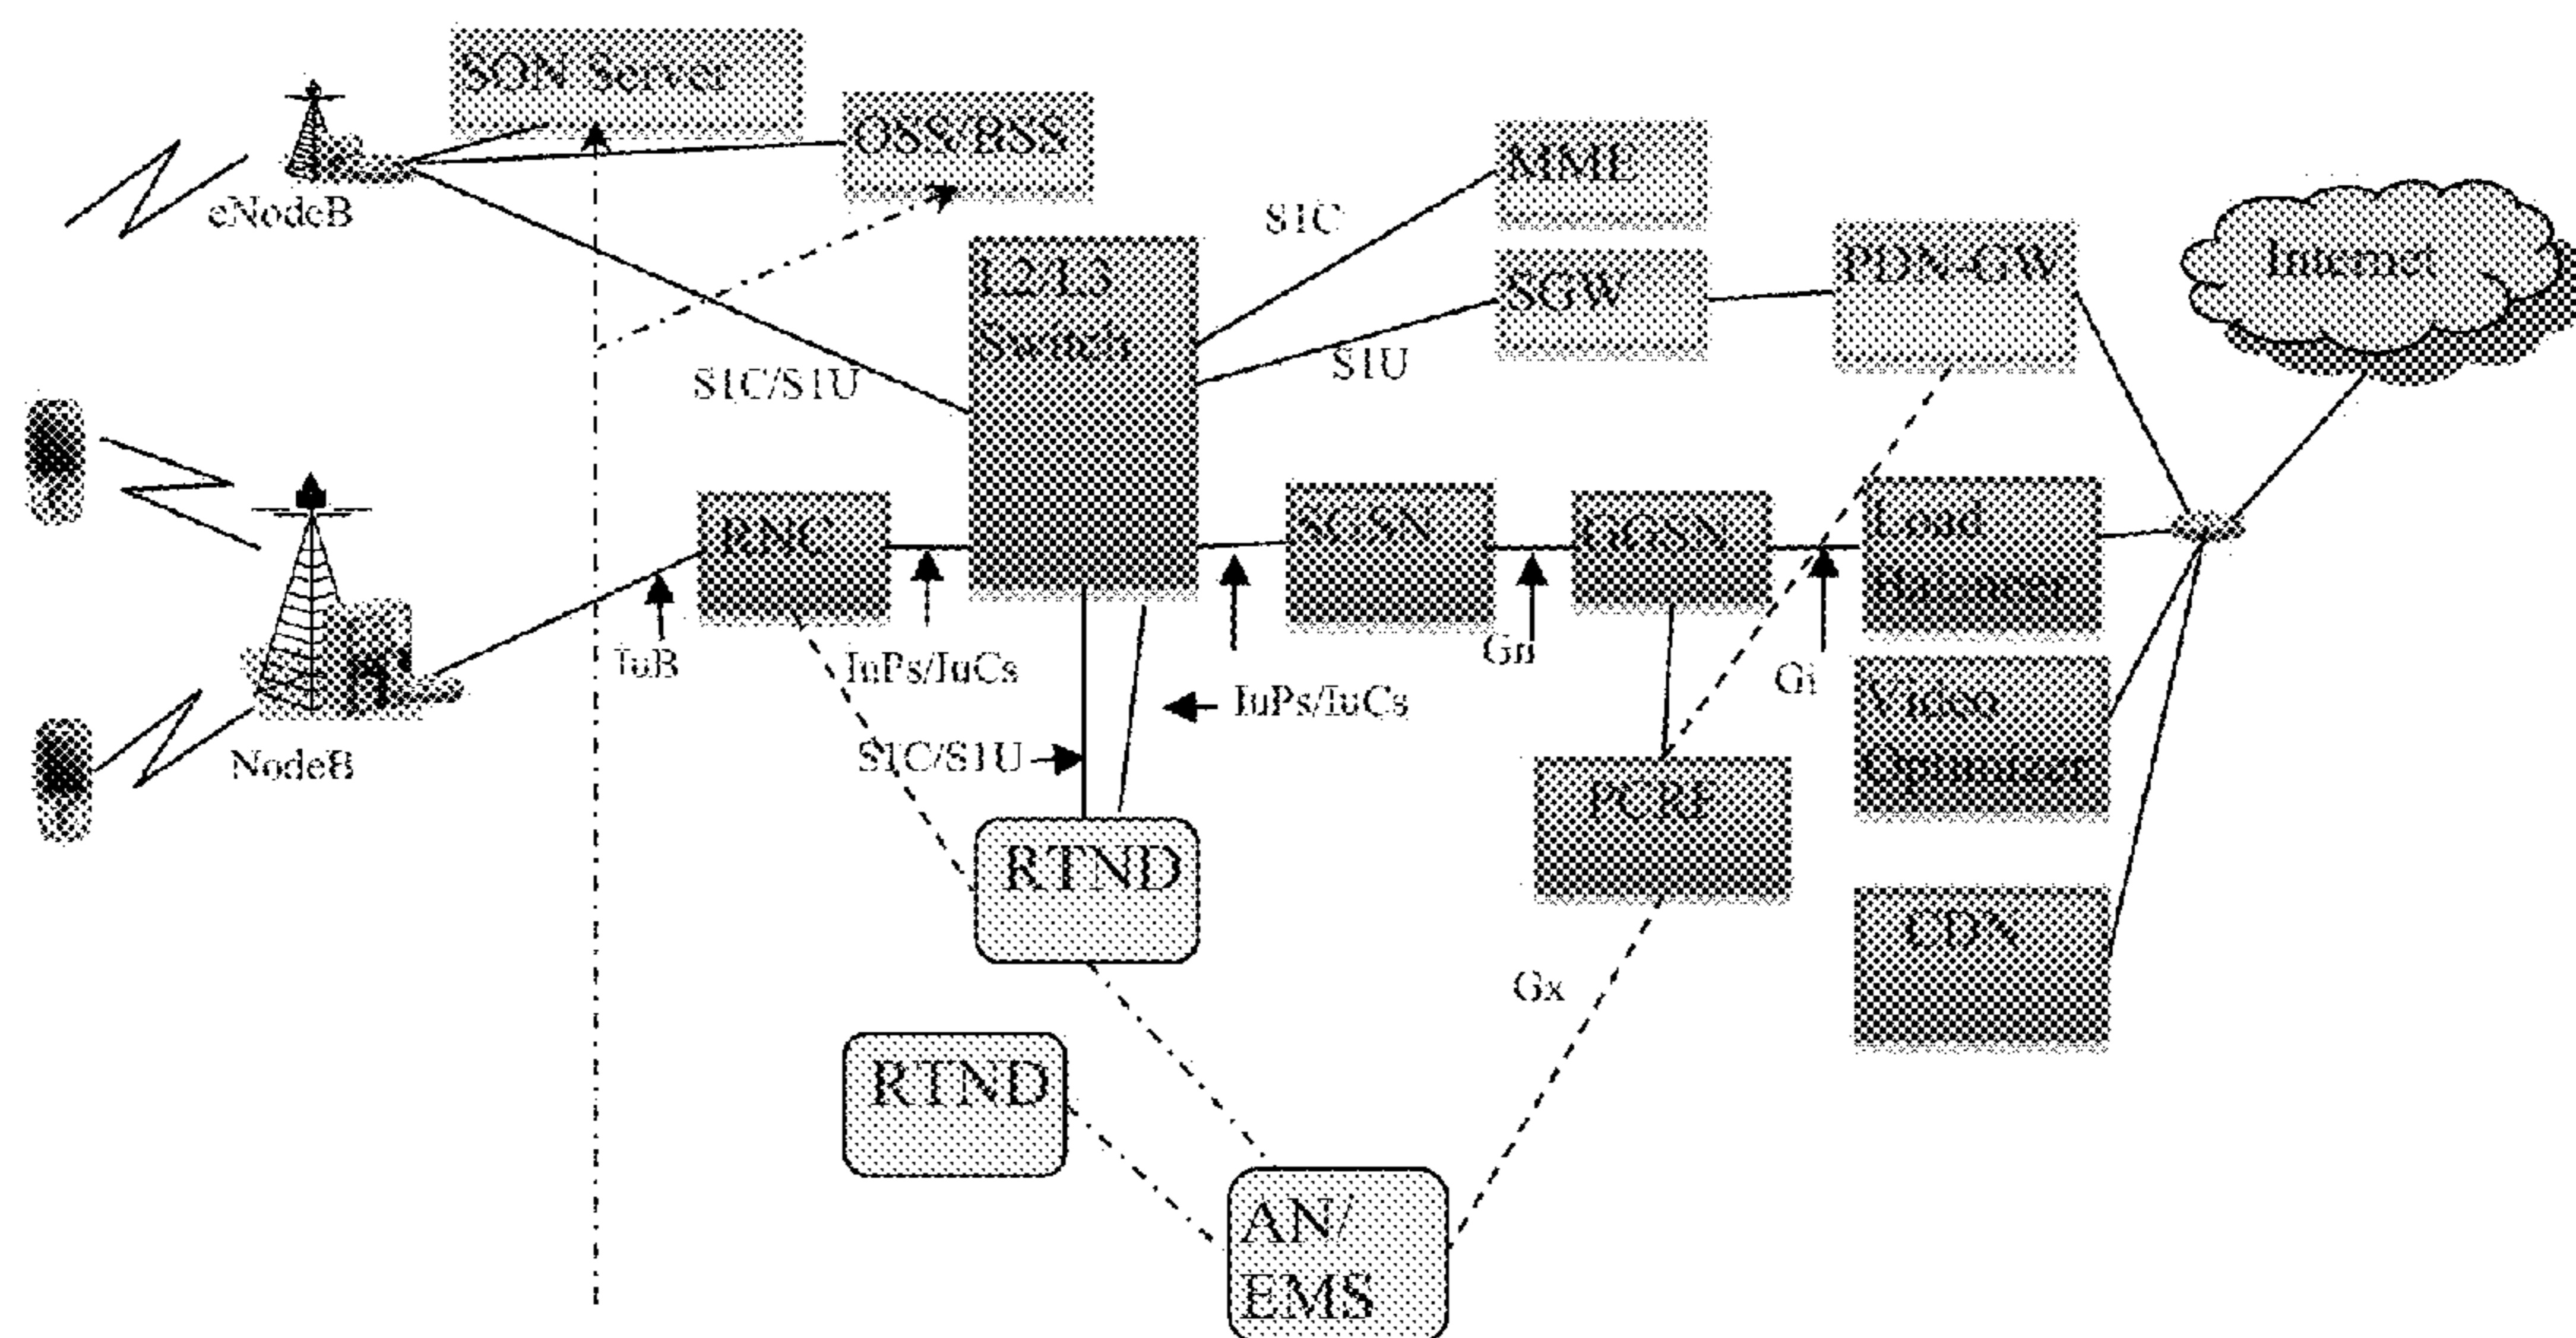 SON Server
OSS/BSS
eNodeB
MME
S1C
L2/L3
Switch
SGW
PDN-GW
Internet
S1U
S1C/S1U
RNC
SGSN
GGSN
Load
Balancer
IuB
IuPs/IuCs
Gn
Gi
IuPs/IuCs
Video
Optimizer
NodeB
S1C/S1U
PCRF
RTND
CDN
Gx
RTND
AN/
EMS